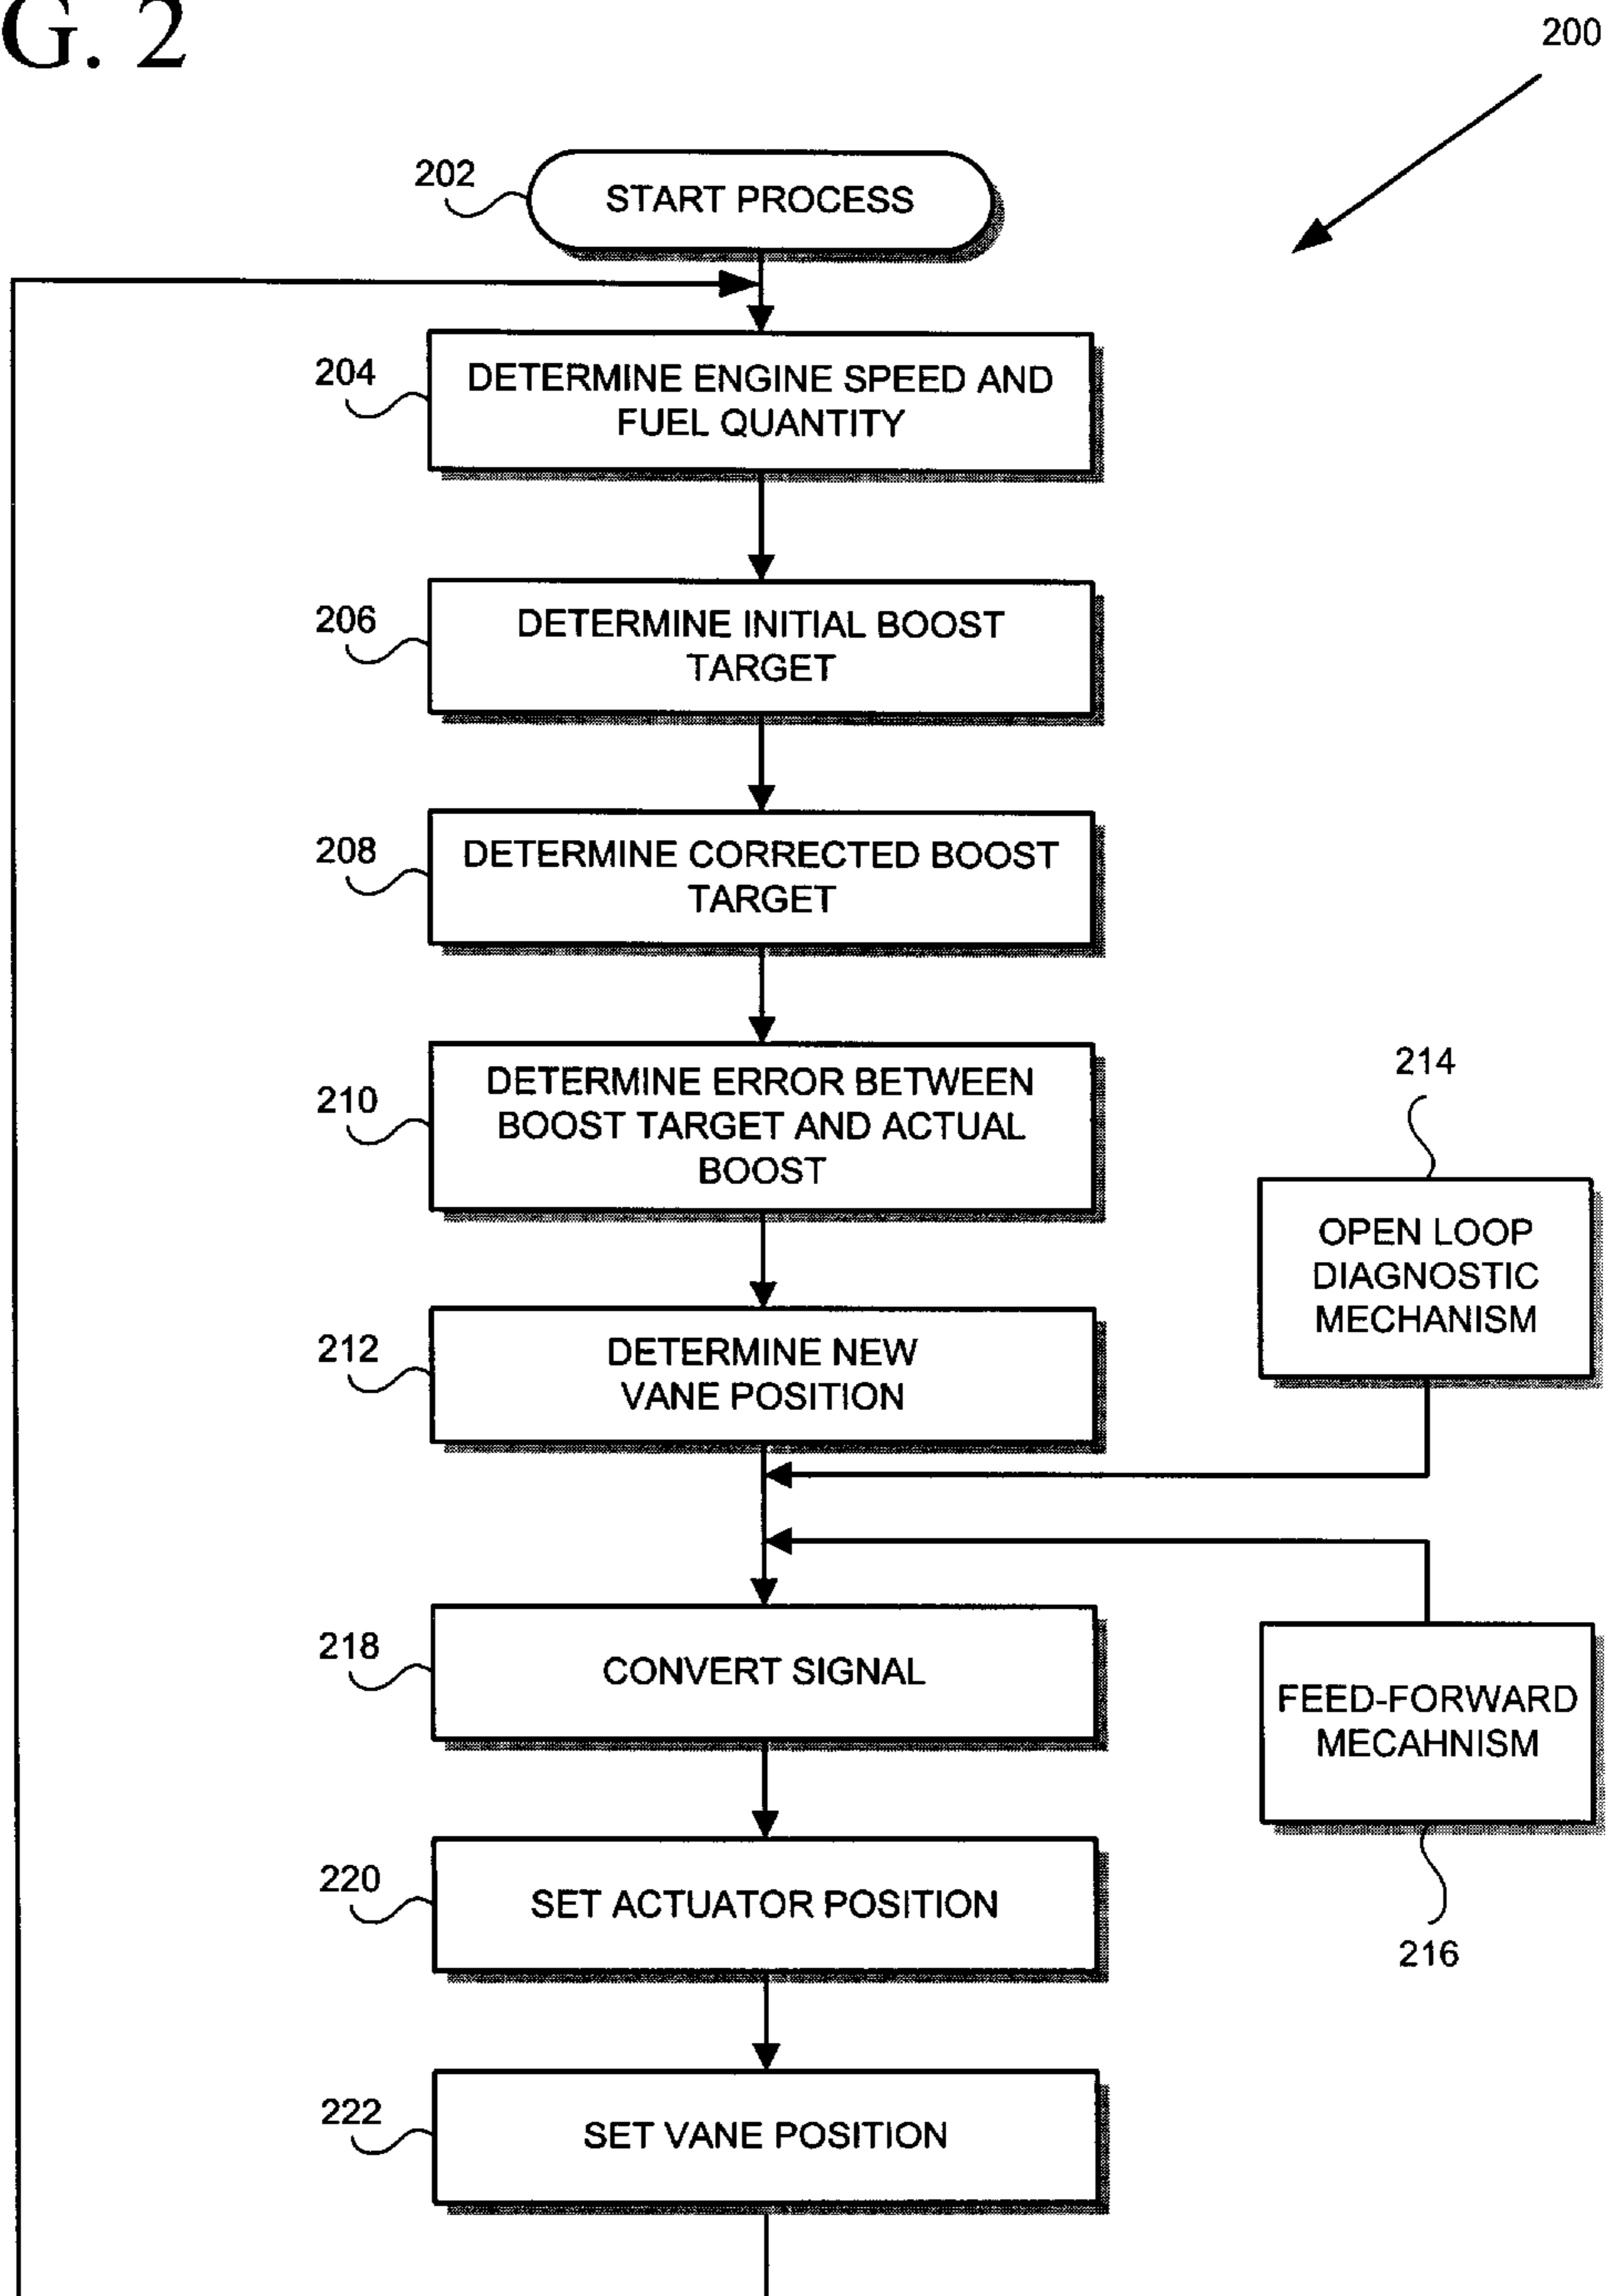 G. 2
200
202
START PROCESS
204
DETERMINE ENGINE SPEED AND
FUEL QUANTITY
206
DETERMINE INITIAL BOOST
TARGET
208
DETERMINE CORRECTED BOOST
TARGET
210
DETERMINE ERROR BETWEEN
BOOST TARGET AND ACTUAL
BOOST
214
OPEN LOOP
DIAGNOSTIC
MECHANISM
212
DETERMINE NEW
VANE POSITION
218
CONVERT SIGNAL
FEED-FORWARD
MECAHNISM
216
220
SET ACTUATOR POSITION
222
SET VANE POSITION